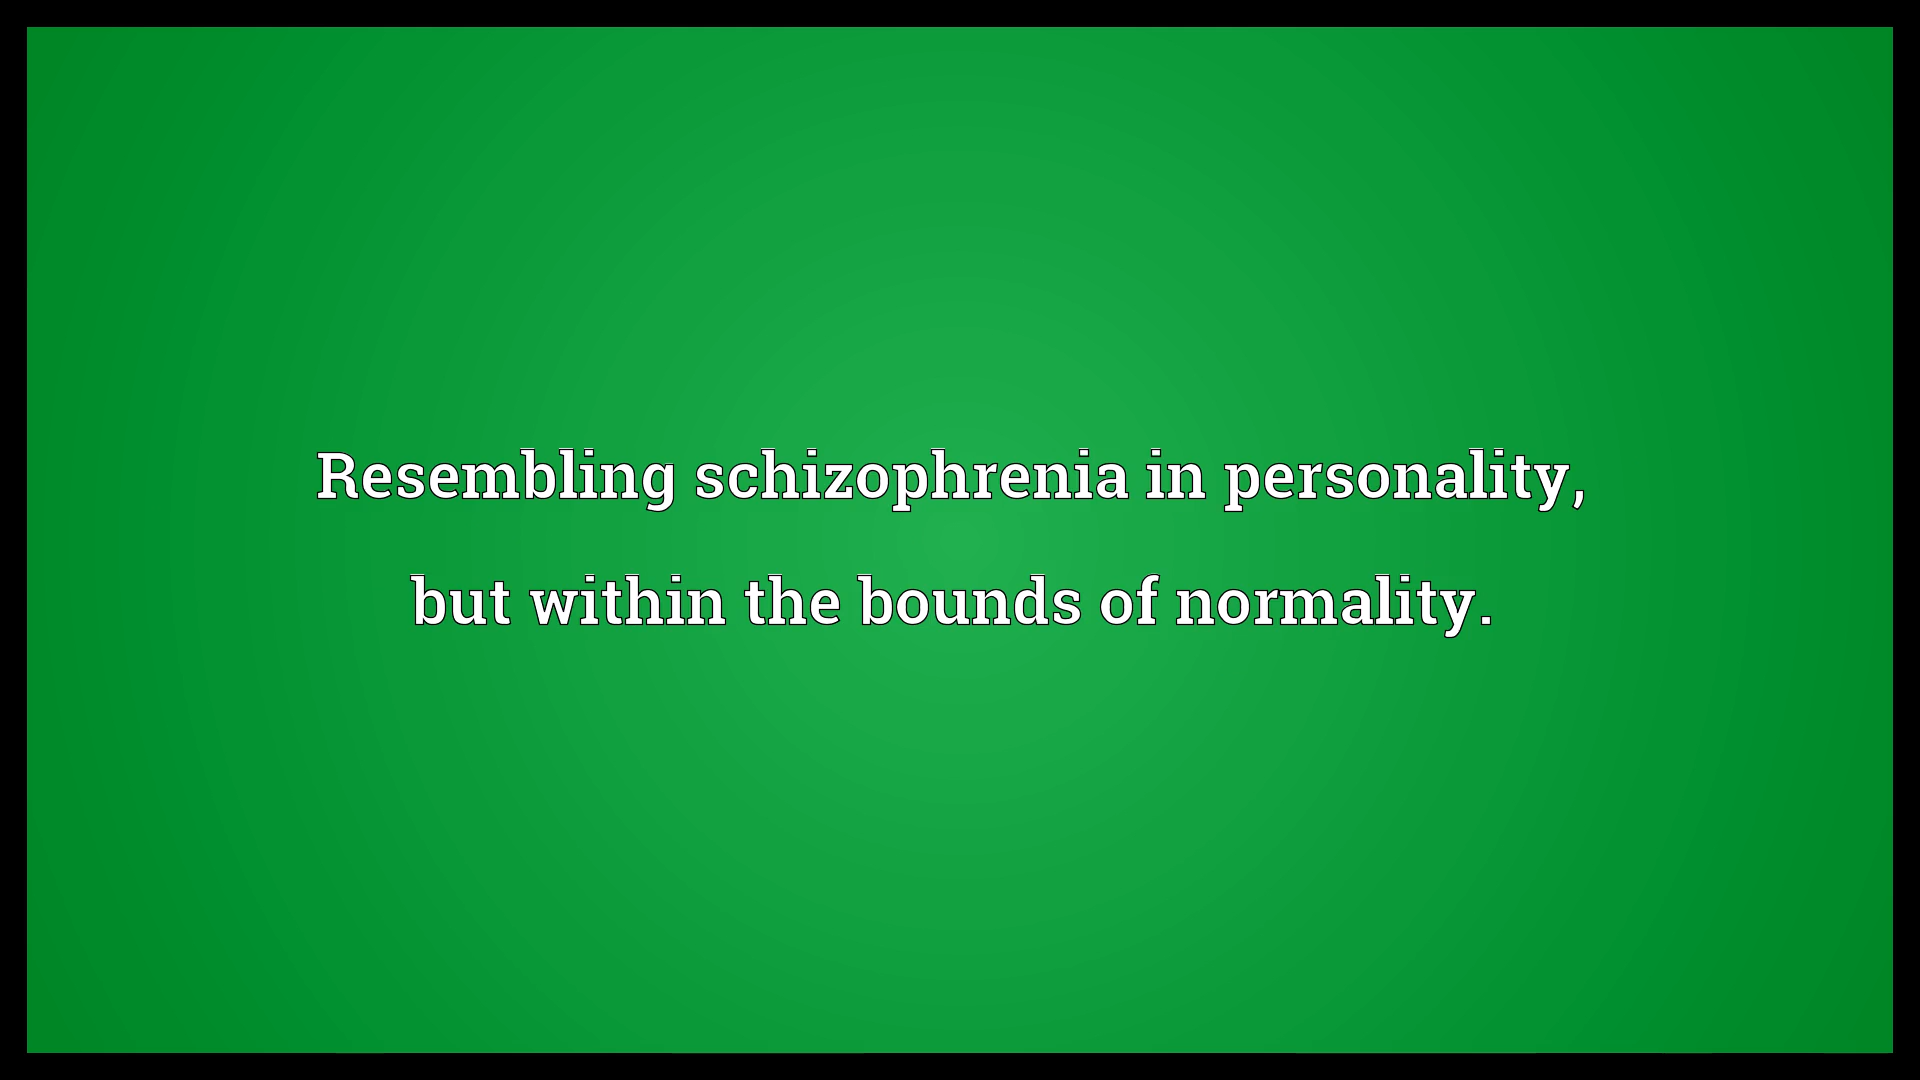 Resembling schizophrenia in personality,
but within the bounds of normality.